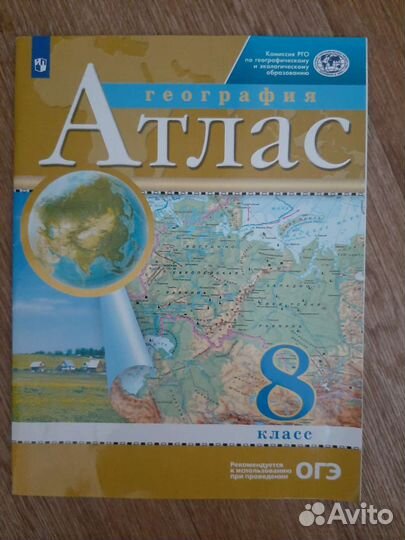 Комиссия РГО
по географическому
и экологическому
образованию
география
Атлас
8
класс
Рекомендуется
к использованию
при проведении
ОГЭ
Avito